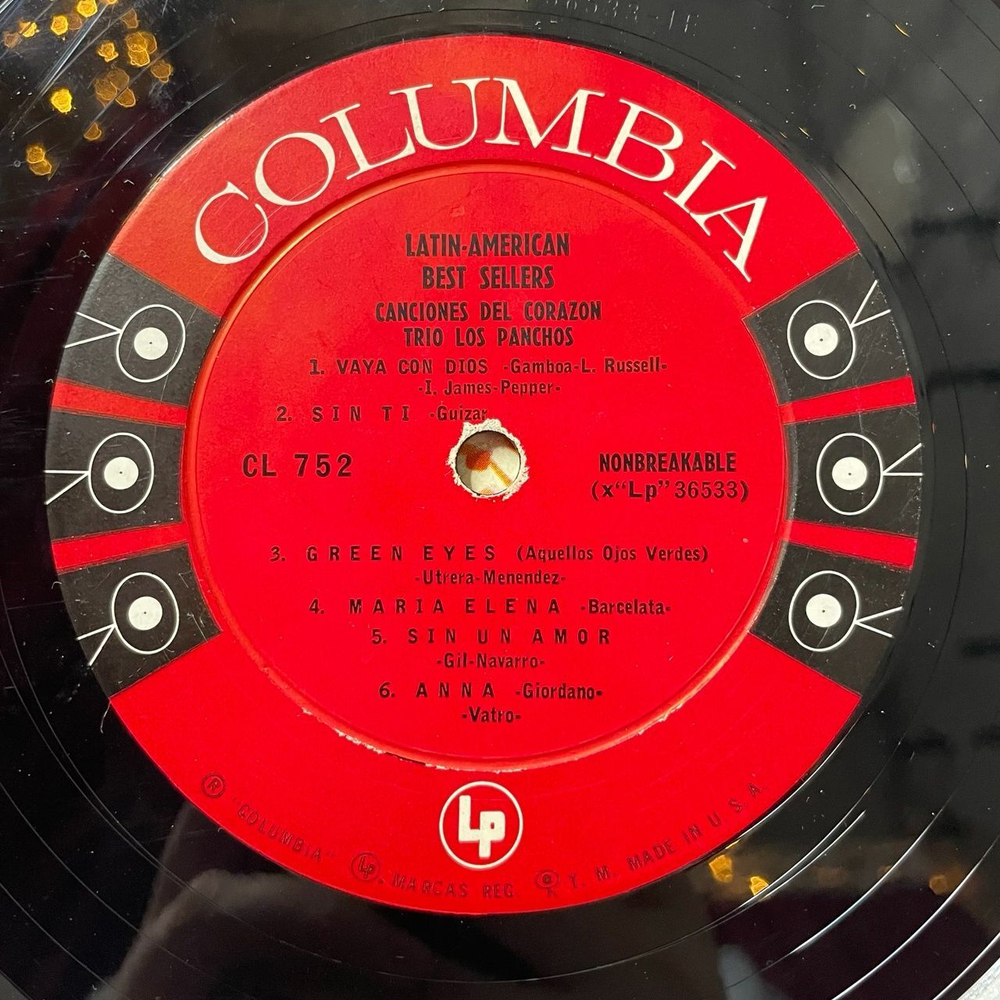 COLUMBIA
LATIN-AMERICAN
BEST SELLERS
CANCIONES DEL CORAZON
TRIO LOS PANCHOS
1. VAYA CON DIOS -Gamboa-L. Russell-
-I. James-Pepper-
2. SIN TI -Guizar
CL 752
NONBREAKABLE
(x"Lp" 36533)
3. GREEN EYES (Aquellos Ojos Verdes)
-Utrera-Menendez-
4. MARIA ELENA -Barcelata-
5. SIN UN AMOR
-Gil-Navarro-
6. ANNA -Giordano-
-Vatro-
Lp
® "COLUMBIA" Lp, MARCAS REG. T. M. MADE IN U. S. A.